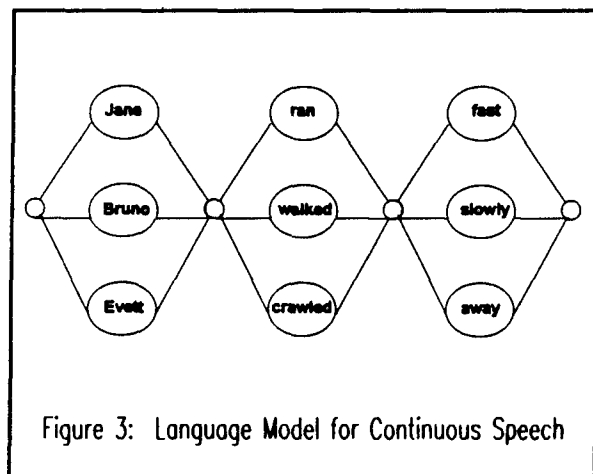 Jane ran fast
Bruno walked slowly
Evett crawled away
Figure 3: Language Model for Continuous Speech